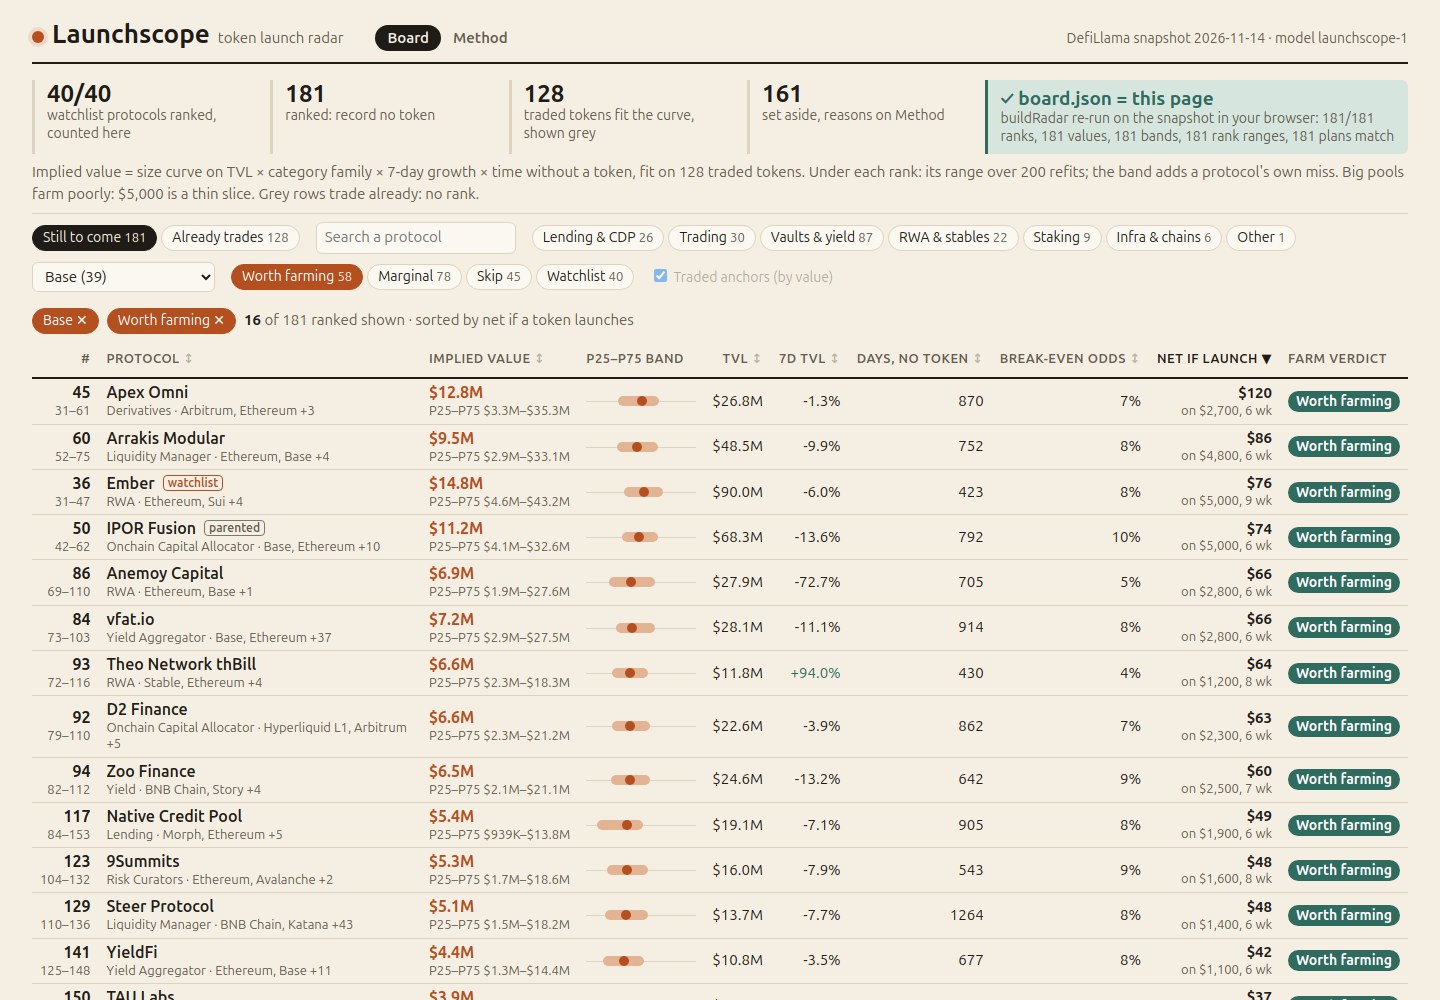 Launchscope token launch radar Board Method DefiLlama snapshot 2026-11-14 · model launchscope-1
40/40
watchlist protocols ranked,
counted here
181
ranked: record no token
128
traded tokens fit the curve,
shown grey
161
set aside, reasons on Method
✓ board.json = this page
buildRadar re-run on the snapshot in your browser: 181/181
ranks, 181 values, 181 bands, 181 rank ranges, 181 plans match
Implied value = size curve on TVL × category family × 7-day growth × time without a token, fit on 128 traded tokens. Under each rank: its range over 200 refits; the band adds a protocol's own miss. Big pools
farm poorly: $5,000 is a thin slice. Grey rows trade already: no rank.
Still to come 181 Already trades 128 Search a protocol Lending & CDP 26 Trading 30 Vaults & yield 87 RWA & stables 22 Staking 9 Infra & chains 6 Other 1
Base (39) Worth farming 58 Marginal 78 Skip 45 Watchlist 40 Traded anchors (by value)
Base ✕ Worth farming ✕ 16 of 181 ranked shown · sorted by net if a token launches
# PROTOCOL ↕ IMPLIED VALUE ↕ P25–P75 BAND TVL ↕ 7D TVL ↕ DAYS, NO TOKEN ↕ BREAK-EVEN ODDS ↕ NET IF LAUNCH ▼ FARM VERDICT
45 Apex Omni $12.8M $26.8M -1.3% 870 7% $120 Worth farming
31–61 Derivatives · Arbitrum, Ethereum +3 P25–P75 $3.3M–$35.3M on $2,700, 6 wk
60 Arrakis Modular $9.5M $48.5M -9.9% 752 8% $86 Worth farming
52–75 Liquidity Manager · Ethereum, Base +4 P25–P75 $2.9M–$33.1M on $4,800, 6 wk
36 Ember watchlist $14.8M $90.0M -6.0% 423 8% $76 Worth farming
31–47 RWA · Ethereum, Sui +4 P25–P75 $4.6M–$43.2M on $5,000, 9 wk
50 IPOR Fusion parented $11.2M $68.3M -13.6% 792 10% $74 Worth farming
42–62 Onchain Capital Allocator · Base, Ethereum +10 P25–P75 $4.1M–$32.6M on $5,000, 6 wk
86 Anemoy Capital $6.9M $27.9M -72.7% 705 5% $66 Worth farming
69–110 RWA · Ethereum, Base +1 P25–P75 $1.9M–$27.6M on $2,800, 6 wk
84 vfat.io $7.2M $28.1M -11.1% 914 8% $66 Worth farming
73–103 Yield Aggregator · Base, Ethereum +37 P25–P75 $2.9M–$27.5M on $2,800, 6 wk
93 Theo Network thBill $6.6M $11.8M +94.0% 430 4% $64 Worth farming
72–116 RWA · Stable, Ethereum +4 P25–P75 $2.3M–$18.3M on $1,200, 8 wk
92 D2 Finance $6.6M $22.6M -3.9% 862 7% $63 Worth farming
79–110 Onchain Capital Allocator · Hyperliquid L1, Arbitrum P25–P75 $2.3M–$21.2M on $2,300, 6 wk
+5
94 Zoo Finance $6.5M $24.6M -13.2% 642 9% $60 Worth farming
82–112 Yield · BNB Chain, Story +4 P25–P75 $2.1M–$21.1M on $2,500, 7 wk
117 Native Credit Pool $5.4M $19.1M -7.1% 905 8% $49 Worth farming
84–153 Lending · Morph, Ethereum +5 P25–P75 $939K–$13.8M on $1,900, 6 wk
123 9Summits $5.3M $16.0M -7.9% 543 9% $48 Worth farming
104–132 Risk Curators · Ethereum, Avalanche +2 P25–P75 $1.7M–$18.6M on $1,600, 8 wk
129 Steer Protocol $5.1M $13.7M -7.7% 1264 8% $48 Worth farming
110–136 Liquidity Manager · BNB Chain, Katana +43 P25–P75 $1.5M–$18.2M on $1,400, 6 wk
141 YieldFi $4.4M $10.8M -3.5% 677 8% $42 Worth farming
125–148 Yield Aggregator · Ethereum, Base +11 P25–P75 $1.3M–$14.4M on $1,100, 6 wk
150 TAU Labs $3.9M $37